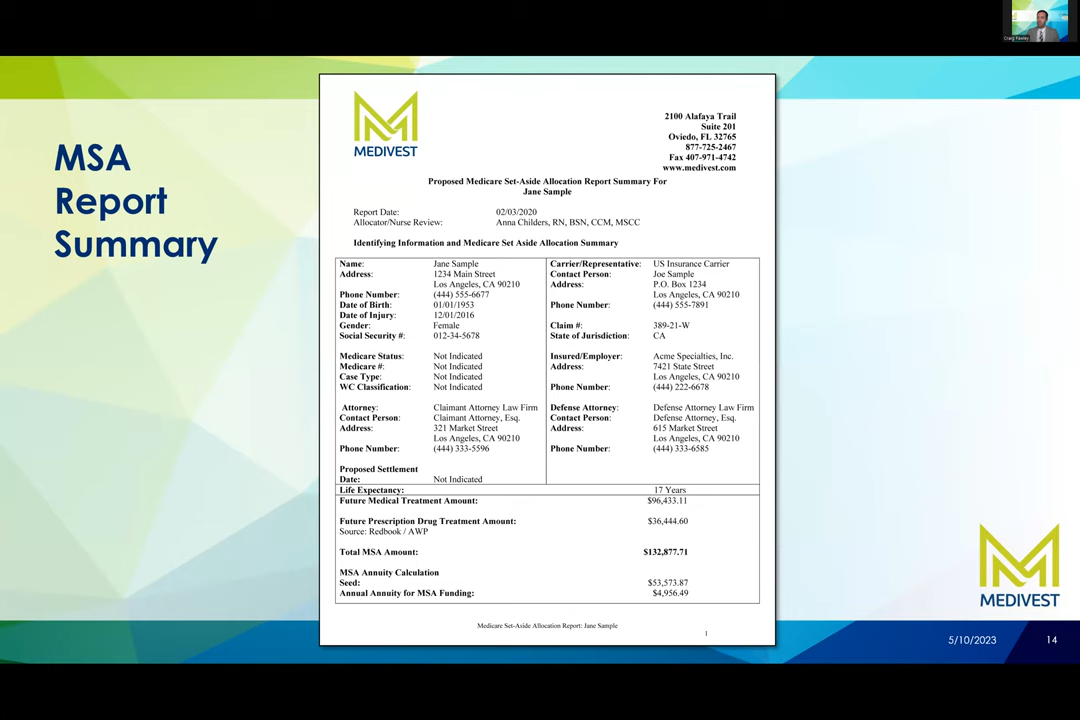 Craig Pawley
MSA
Report
Summary
MEDIVEST
2100 Alafaya Trail
Suite 201
Oviedo, FL 32765
877-725-2467
Fax 407-971-4742
www.medivest.com
Proposed Medicare Set-Aside Allocation Report Summary For
Jane Sample
Report Date: 02/03/2020
Allocator/Nurse Review: Anna Childers, RN, BSN, CCM, MSCC
Identifying Information and Medicare Set Aside Allocation Summary
Name: Jane Sample
Address: 1234 Main Street
Los Angeles, CA 90210
Phone Number: (444) 555-6677
Date of Birth: 01/01/1953
Date of Injury: 12/01/2016
Gender: Female
Social Security #: 012-34-5678
Carrier/Representative: US Insurance Carrier
Contact Person: Joe Sample
Address: P.O. Box 1234
Los Angeles, CA 90210
Phone Number: (444) 555-7891
Claim #: 389-21-W
State of Jurisdiction: CA
Medicare Status: Not Indicated
Medicare #: Not Indicated
Case Type: Not Indicated
WC Classification: Not Indicated
Insured/Employer: Acme Specialties, Inc.
Address: 7421 State Street
Los Angeles, CA 90210
Phone Number: (444) 222-6678
Attorney: Claimant Attorney Law Firm
Contact Person: Claimant Attorney, Esq.
Address: 321 Market Street
Los Angeles, CA 90210
Phone Number: (444) 333-5596
Defense Attorney: Defense Attorney Law Firm
Contact Person: Defense Attorney, Esq.
Address: 615 Market Street
Los Angeles, CA 90210
Phone Number: (444) 333-6585
Proposed Settlement
Date: Not Indicated
Life Expectancy: 17 Years
Future Medical Treatment Amount: $96,433.11
Future Prescription Drug Treatment Amount: $36,444.60
Source: Redbook / AWP
Total MSA Amount: $132,877.71
MSA Annuity Calculation
Seed: $53,573.87
Annual Annuity for MSA Funding: $4,956.49
Medicare Set-Aside Allocation Report: Jane Sample
1
MEDIVEST
5/10/2023 14